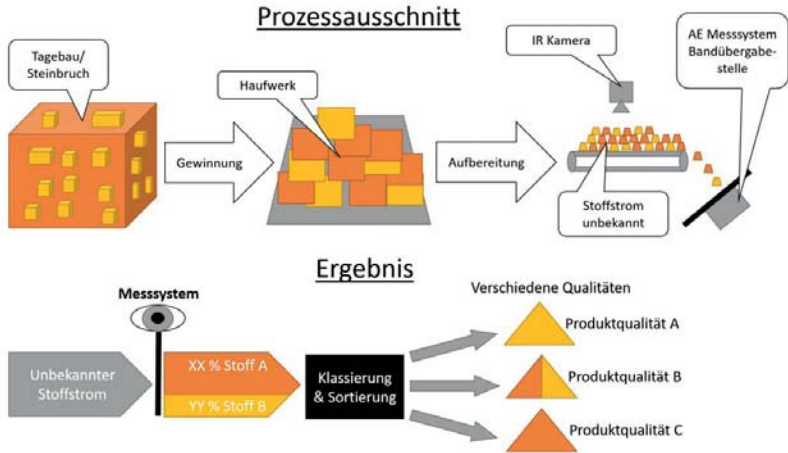 Prozessausschnitt
Tagebau/
Steinbruch
Gewinnung
Haufwerk
Aufbereitung
IR Kamera
Stoffstrom
unbekannt
AE Messsystem
Bandübergabe-
stelle
Ergebnis
Messsystem
Unbekannter
Stoffstrom
XX % Stoff A
YY % Stoff B
Klassierung
& Sortierung
Verschiedene Qualitäten
Produktqualität A
Produktqualität B
Produktqualität C